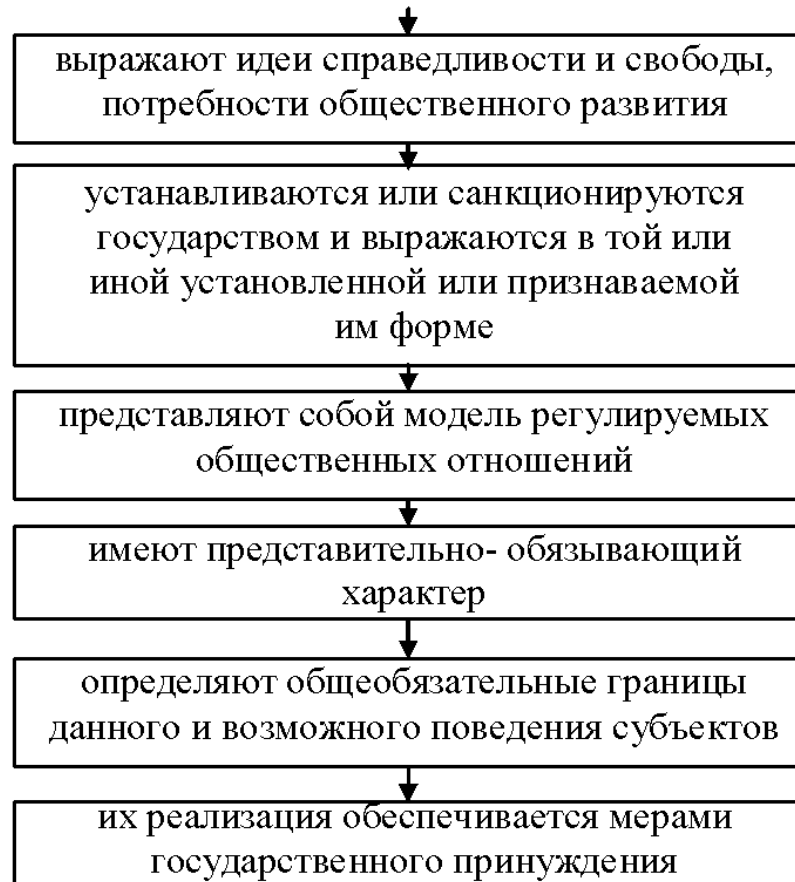 выражают идеи справедливости и свободы,
потребности общественного развития
устанавливаются или санкционируются
государством и выражаются в той или
иной установленной или признаваемой
им форме
представляют собой модель регулируемых
общественных отношений
имеют представительно- обязывающий
характер
определяют общеобязательные границы
данного и возможного поведения субъектов
их реализация обеспечивается мерами
государственного принуждения